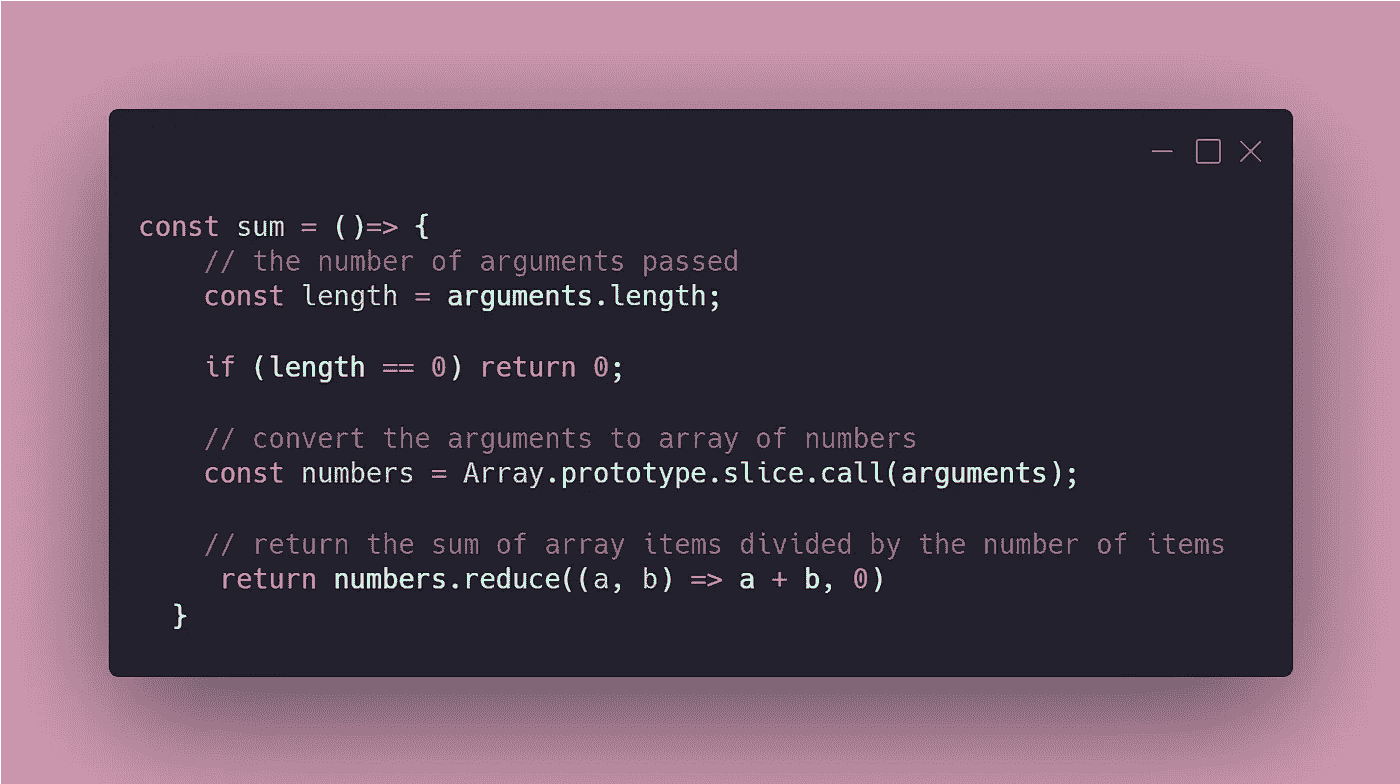 const sum = ()=> {
    // the number of arguments passed
    const length = arguments.length;
    if (length == 0) return 0;
    // convert the arguments to array of numbers
    const numbers = Array.prototype.slice.call(arguments);
    // return the sum of array items divided by the number of items
     return numbers.reduce((a, b) => a + b, 0)
  }